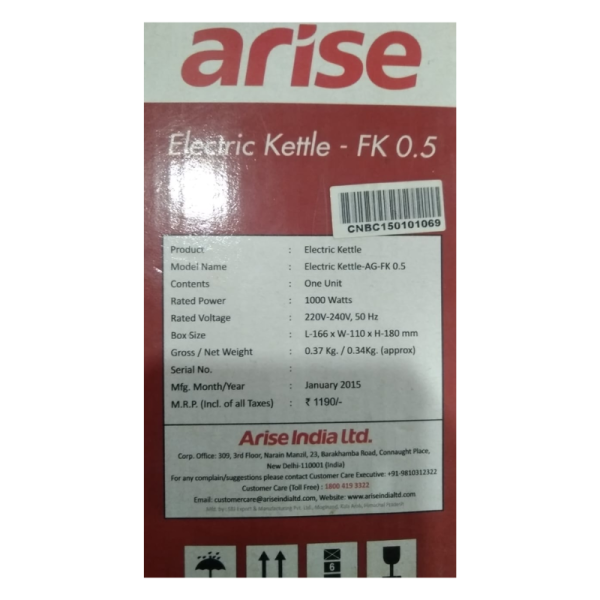 arise
Electric Kettle - FK 0.5
CNBC150101069
Product : Electric Kettle
Model Name : Electric Kettle-AG-FK 0.5
Contents : One Unit
Rated Power : 1000 Watts
Rated Voltage : 220V-240V, 50 Hz
Box Size : L-166 x W-110 x H-180 mm
Gross / Net Weight : 0.37 Kg. / 0.34Kg. (approx)
Serial No. :
Mfg. Month/Year : January 2015
M.R.P. (Incl. of all Taxes) : ₹ 1190/-
Arise India Ltd.
Corp. Office: 309, 3rd Floor, Narain Manzil, 23, Barakhamba Road, Connaught Place,
New Delhi-110001 (India)
For any complain/suggestions please contact Customer Care Executive: +91-9810312322
Customer Care (Toll Free) : 1800 419 3322
Email: customercare@ariseindialtd.com, Website: www.ariseindialtd.com
6